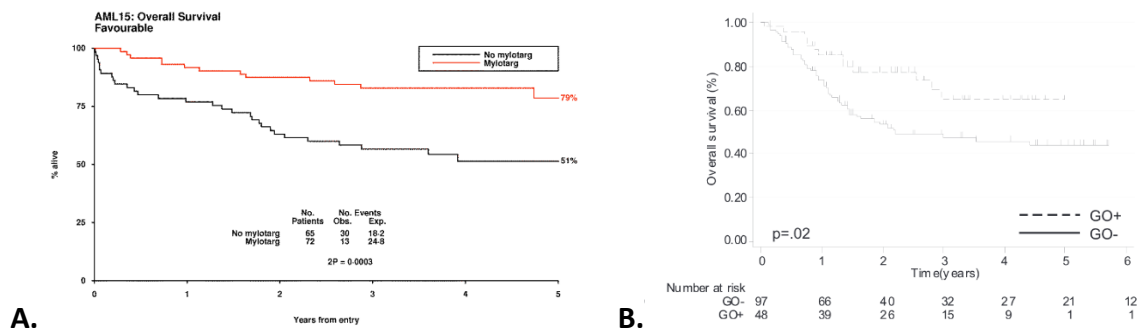 AML15: Overall Survival
Favourable
No mylotarg
Mylotarg
100
75
50
25
0
% alive
79%
51%
No. No. Events
Patients Obs. Exp.
No mylotarg 65 30 18·2
Mylotarg 72 13 24·8
2P = 0·0003
0 1 2 3 4 5
Years from entry
A.
1.00
0.80
0.60
0.40
0.20
0.00
Overall survival (%)
GO+
GO-
p=.02
0 1 2 3 4 5 6
Time(years)
Number at risk
GO- 97 66 40 32 27 21 12
GO+ 48 39 26 15 9 1 1
B.